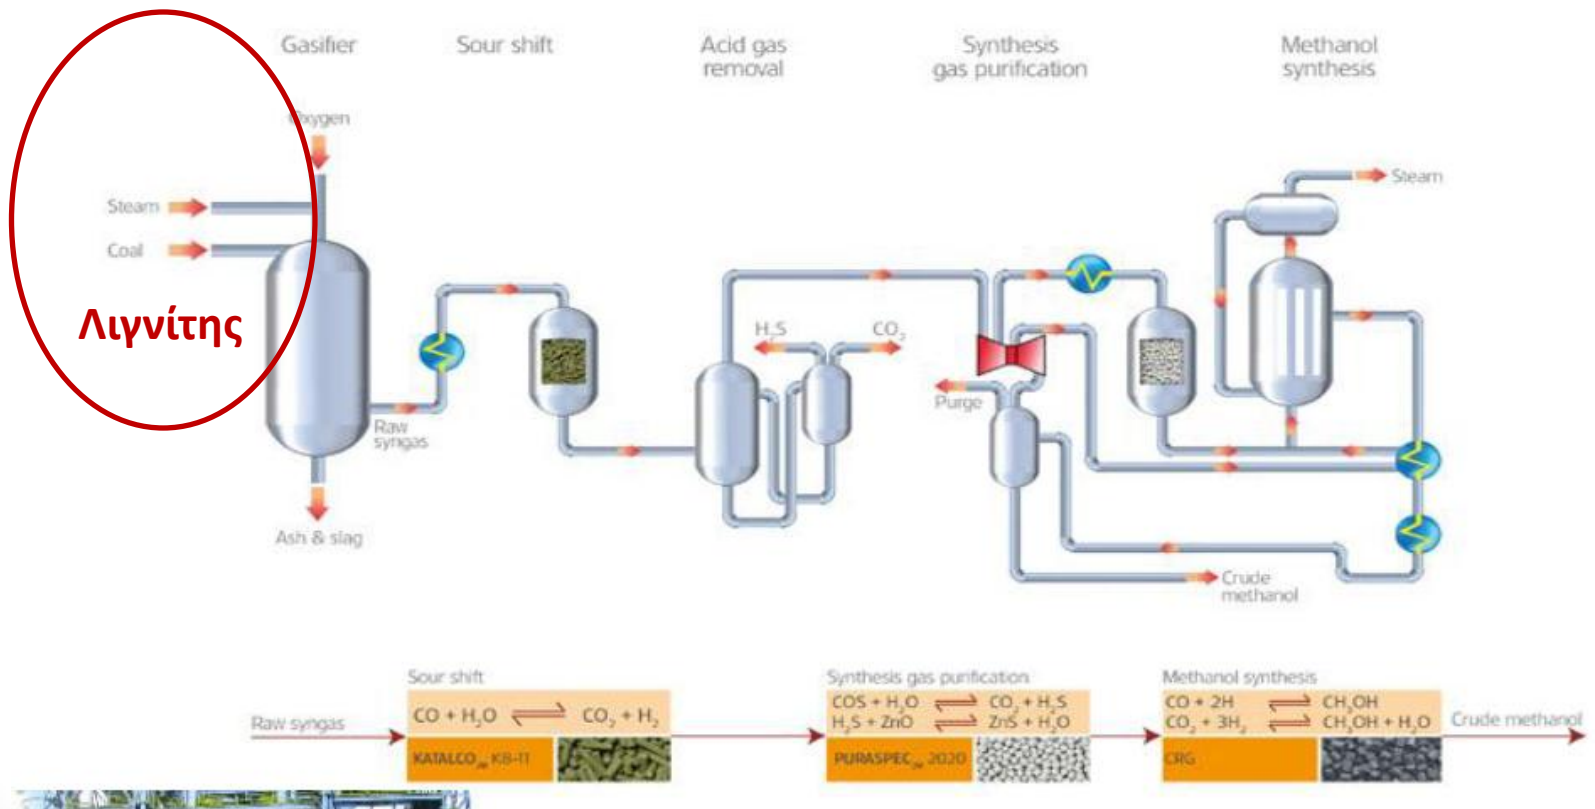 Gasifier
Sour shift
Acid gas
removal
Synthesis
gas purification
Methanol
synthesis
Oxygen
Steam
Coal
Λιγνίτης
Raw
syngas
Ash & slag
H₂S
CO₂
Purge
Steam
Crude
methanol
Sour shift
Synthesis gas purification
Methanol synthesis
Raw syngas
CO + H₂O ⇌ CO₂ + H₂
COS + H₂O ⇌ CO₂ + H₂S
H₂S + ZnO ⇌ ZnS + H₂O
CO + 2H ⇌ CH₃OH
CO₂ + 3H₂ ⇌ CH₃OH + H₂O
Crude methanol
KATALCO K8-11
PURASPEC 2020
CRG